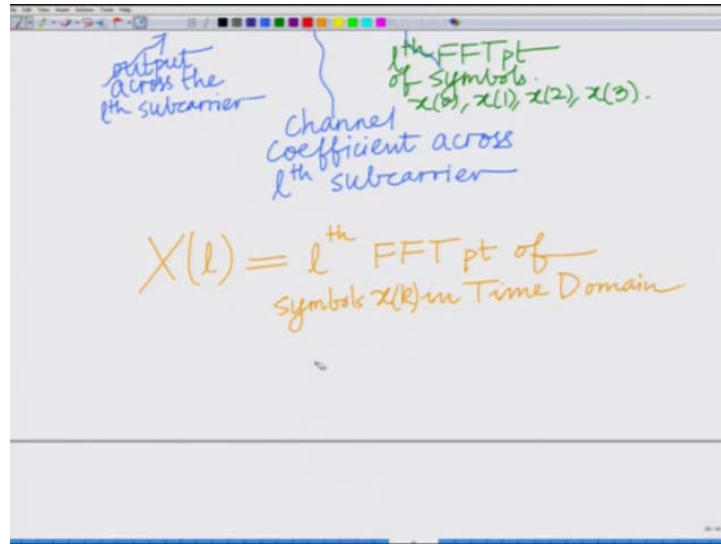 output
across the
lth subcarrier
lth FFT pt
of symbols.
x(0), x(1), x(2), x(3).
Channel
coefficient across
lth subcarrier
X(l) = lth FFT pt of
symbols x(k) in Time Domain